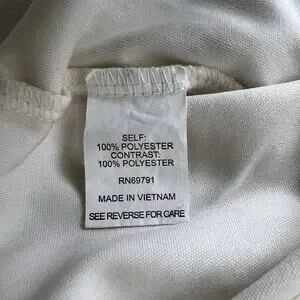 SELF:
100% POLYESTER
CONTRAST:
100% POLYESTER
RN69791
MADE IN VIETNAM
SEE REVERSE FOR CARE